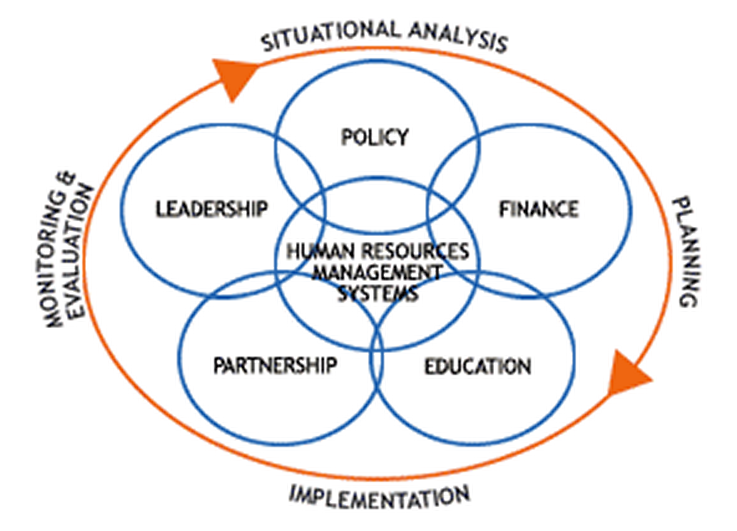 SITUATIONAL ANALYSIS
POLICY
LEADERSHIP
FINANCE
MONITORING &
EVALUATION
PLANNING
HUMAN RESOURCES
MANAGEMENT
SYSTEMS
PARTNERSHIP
EDUCATION
IMPLEMENTATION